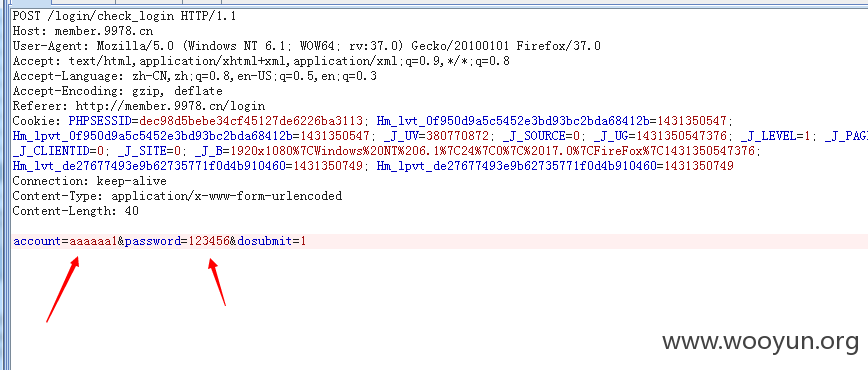 POST /login/check_login HTTP/1.1
Host: member.9978.cn
User-Agent: Mozilla/5.0 (Windows NT 6.1; WOW64; rv:37.0) Gecko/20100101 Firefox/37.0
Accept: text/html,application/xhtml+xml,application/xml;q=0.9,*/*;q=0.8
Accept-Language: zh-CN,zh;q=0.8,en-US;q=0.5,en;q=0.3
Accept-Encoding: gzip, deflate
Referer: http://member.9978.cn/login
Cookie: PHPSESSID=dec98d5bebe34cf45127de6226ba3113; Hm_lvt_0f950d9a5c5452e3bd93bc2bda68412b=1431350547;
Hm_lpvt_0f950d9a5c5452e3bd93bc2bda68412b=1431350547; _J_UV=380770872; _J_SOURCE=0; _J_UG=1431350547376; _J_LEVEL=1; _J_PAG
_J_CLIENTID=0; _J_SITE=0; _J_B=1920x1080%7CWindows%20NT%206.1%7C24%7C0%7C%2017.0%7CFireFox%7C1431350547376;
Hm_lvt_de27677493e9b62735771f0d4b910460=1431350749; Hm_lpvt_de27677493e9b62735771f0d4b910460=1431350749
Connection: keep-alive
Content-Type: application/x-www-form-urlencoded
Content-Length: 40
account=aaaaaa1&password=123456&dosubmit=1
www.wooyun.org